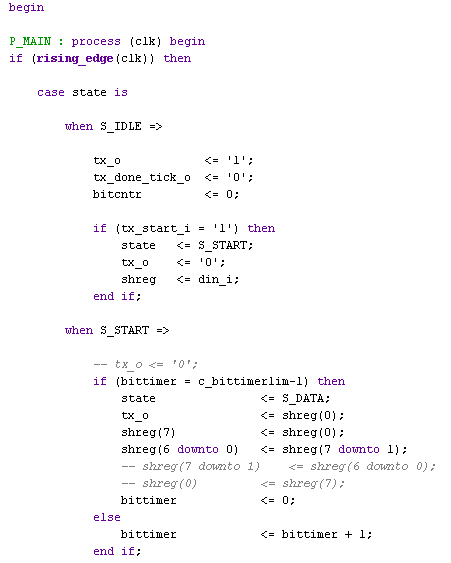 begin
P_MAIN : process (clk) begin
if (rising_edge(clk)) then
case state is
when S_IDLE =>
tx_o <= '1';
tx_done_tick_o <= '0';
bitcntr <= 0;
if (tx_start_i = '1') then
state <= S_START;
tx_o <= '0';
shreg <= din_i;
end if;
when S_START =>
-- tx_o <= '0';
if (bittimer = c_bittimerlim-1) then
state <= S_DATA;
tx_o <= shreg(0);
shreg(7) <= shreg(0);
shreg(6 downto 0) <= shreg(7 downto 1);
-- shreg(7 downto 1) <= shreg(6 downto 0);
-- shreg(0) <= shreg(7);
bittimer <= 0;
else
bittimer <= bittimer + 1;
end if;